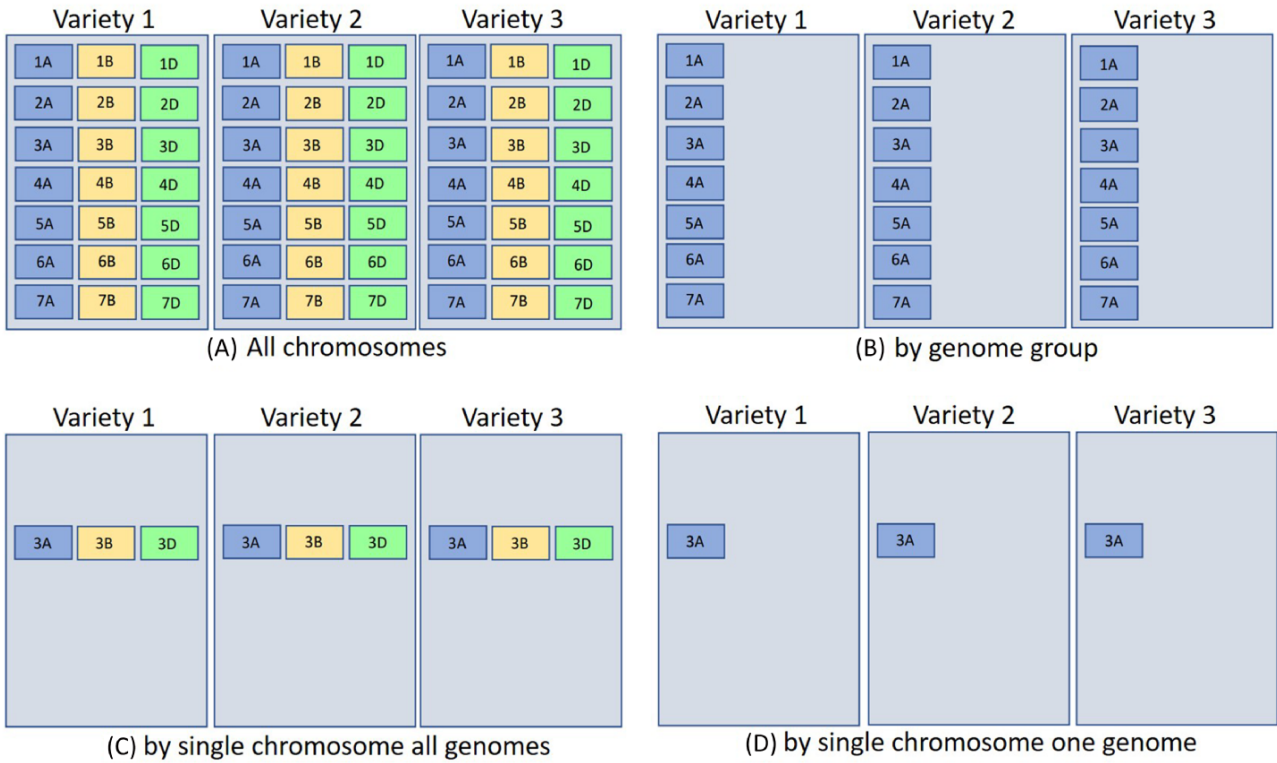 Variety 1 Variety 2 Variety 3
1A 1B 1D 1A 1B 1D 1A 1B 1D
2A 2B 2D 2A 2B 2D 2A 2B 2D
3A 3B 3D 3A 3B 3D 3A 3B 3D
4A 4B 4D 4A 4B 4D 4A 4B 4D
5A 5B 5D 5A 5B 5D 5A 5B 5D
6A 6B 6D 6A 6B 6D 6A 6B 6D
7A 7B 7D 7A 7B 7D 7A 7B 7D
(A) All chromosomes
Variety 1 Variety 2 Variety 3
1A 1A 1A
2A 2A 2A
3A 3A 3A
4A 4A 4A
5A 5A 5A
6A 6A 6A
7A 7A 7A
(B) by genome group
Variety 1 Variety 2 Variety 3
3A 3B 3D 3A 3B 3D 3A 3B 3D
(C) by single chromosome all genomes
Variety 1 Variety 2 Variety 3
3A 3A 3A
(D) by single chromosome one genome